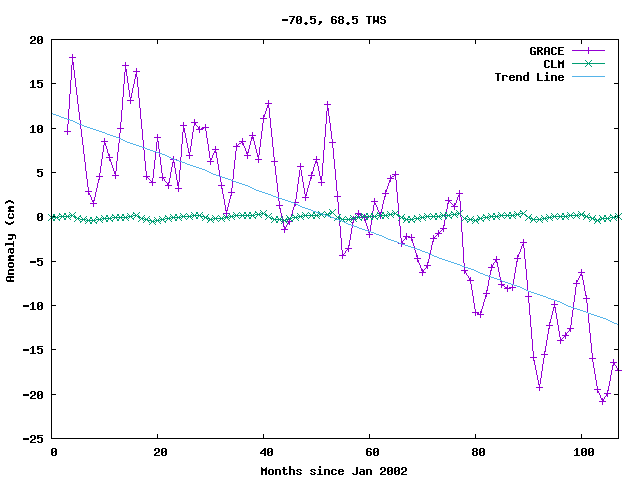 -70.5, 68.5 TWS
GRACE
CLM
Trend Line
20
15
10
5
0
-5
-10
-15
-20
-25
Anomaly (cm)
0 20 40 60 80 100
Months since Jan 2002